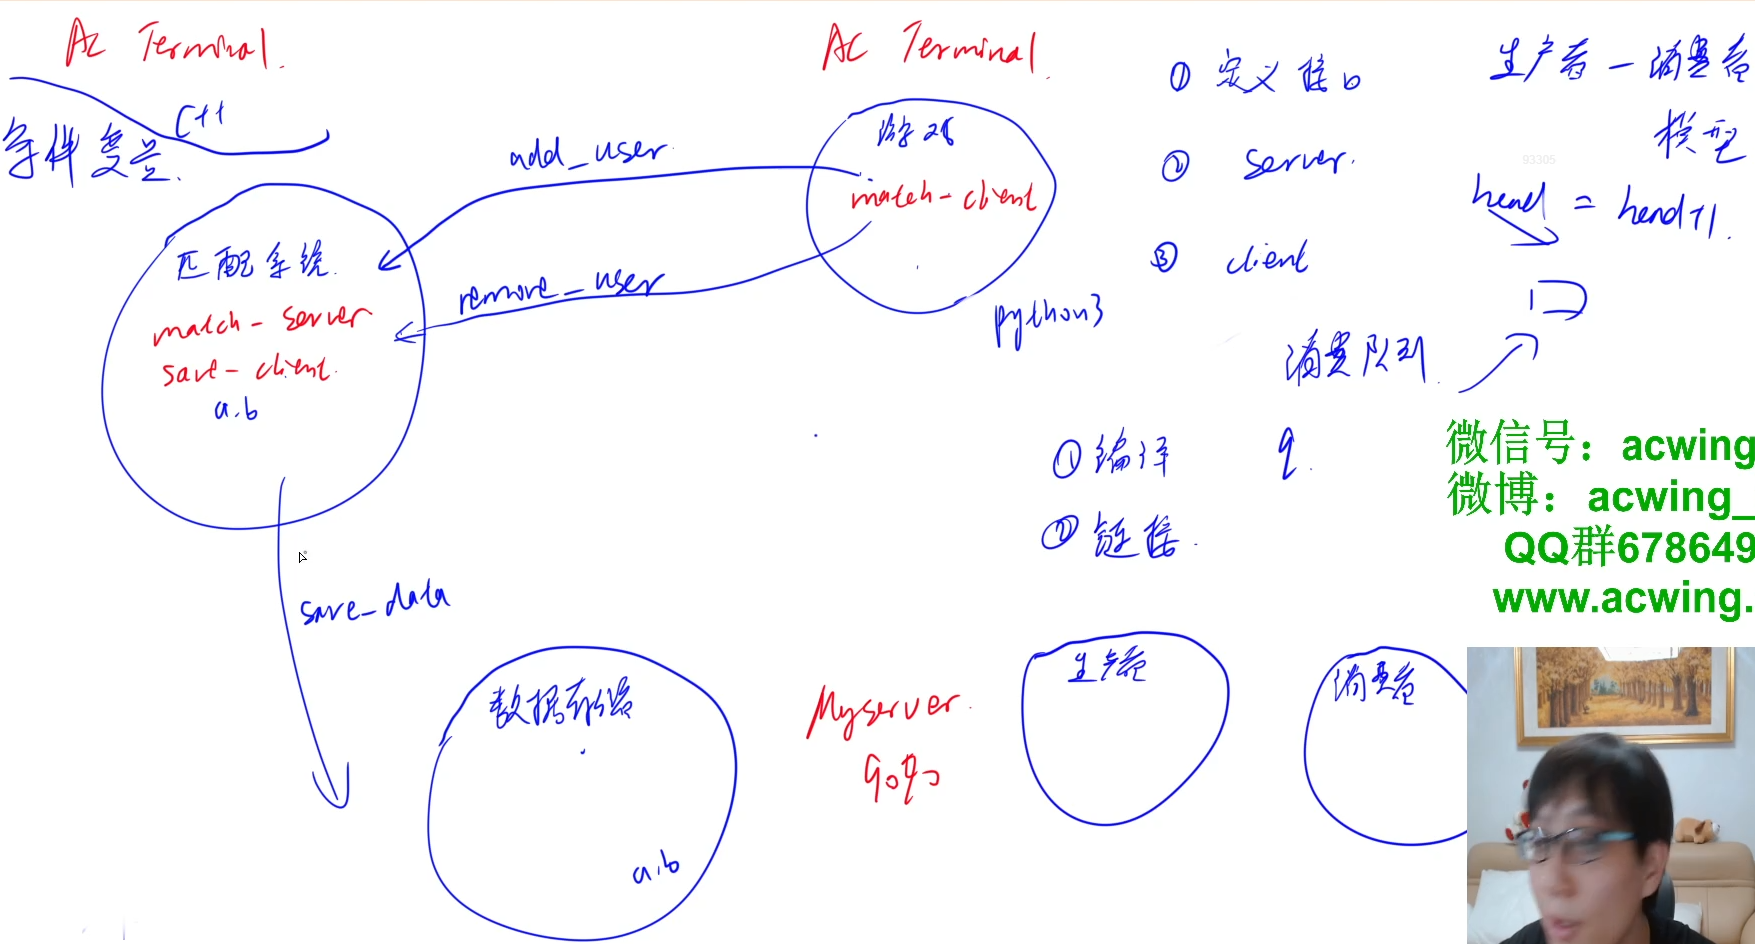 AC Terminal.
C++
条件变量.
匹配系统.
match-server
save-client.
a.b
add_user.
remove_user
AC Terminal.
游戏
match-client
python3
① 定义接口
② server.
③ client
生产者-消费者
模型
93305
head = head+1.
消费队列.
①编译
q.
②链接.
save_data
数据存储
a.b
Myserver.
9090
生产者
消费者
微信号：acwing
微博：acwing_
QQ群678649
www.acwing.